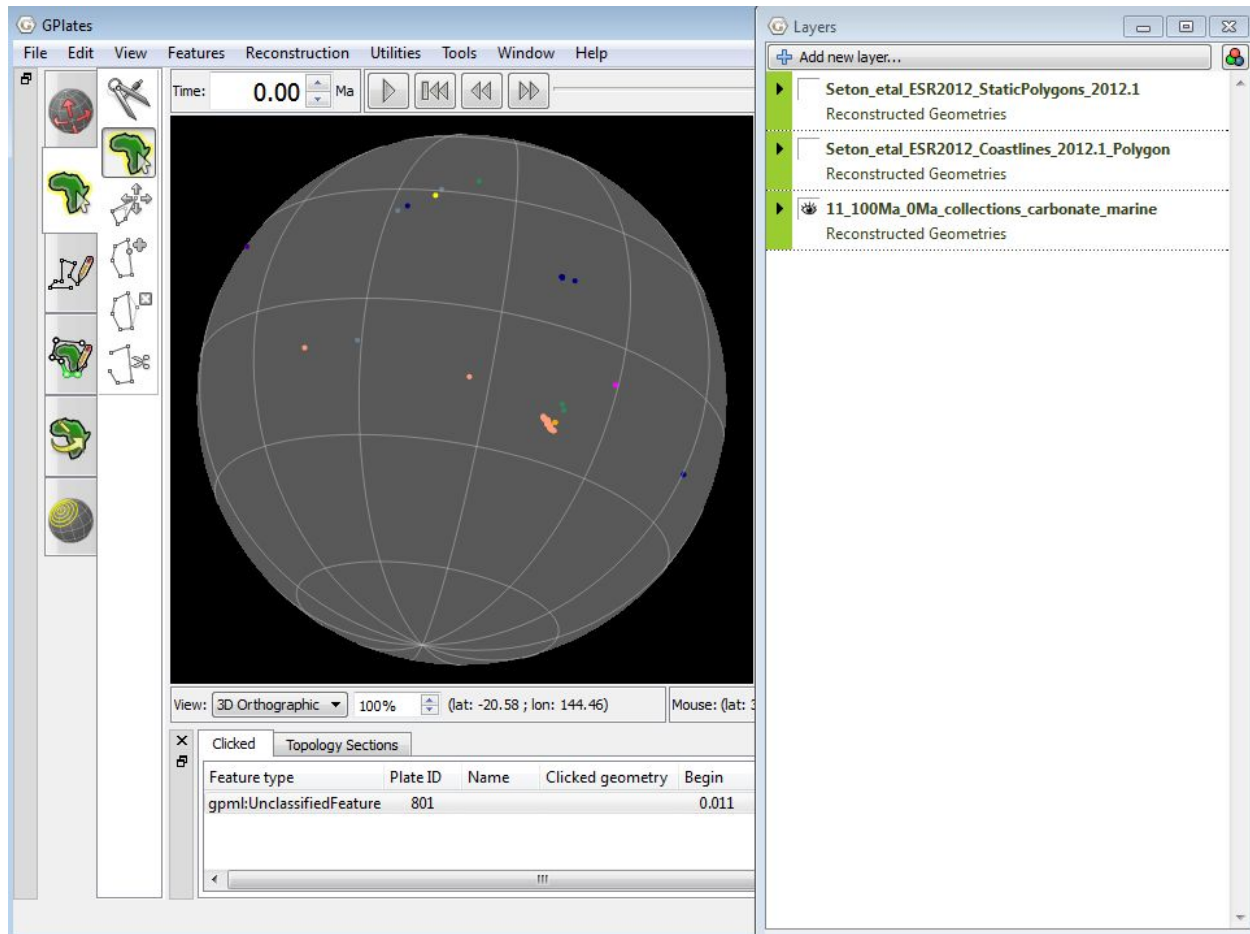 GPlates
File Edit View Features Reconstruction Utilities Tools Window Help
Time: 0.00 Ma
View: 3D Orthographic 100% (lat: -20.58 ; lon: 144.46) Mouse: (lat:
Clicked Topology Sections
Feature type Plate ID Name Clicked geometry Begin
gpml:UnclassifiedFeature 801 0.011
Layers
Add new layer...
Seton_etal_ESR2012_StaticPolygons_2012.1
Reconstructed Geometries
Seton_etal_ESR2012_Coastlines_2012.1_Polygon
Reconstructed Geometries
11_100Ma_0Ma_collections_carbonate_marine
Reconstructed Geometries